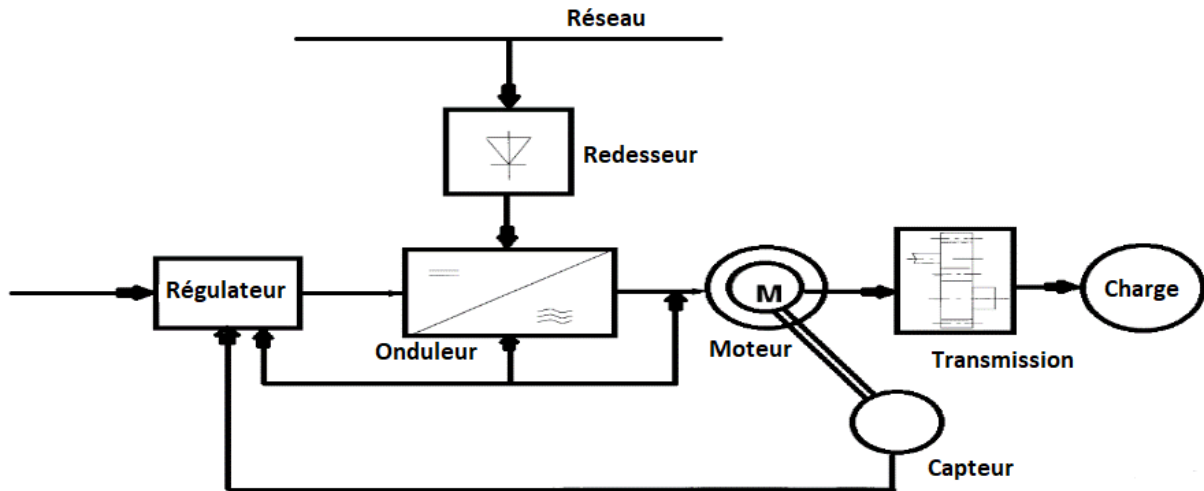 Réseau
Redesseur
Régulateur
Onduleur
M
Moteur
Transmission
Charge
Capteur